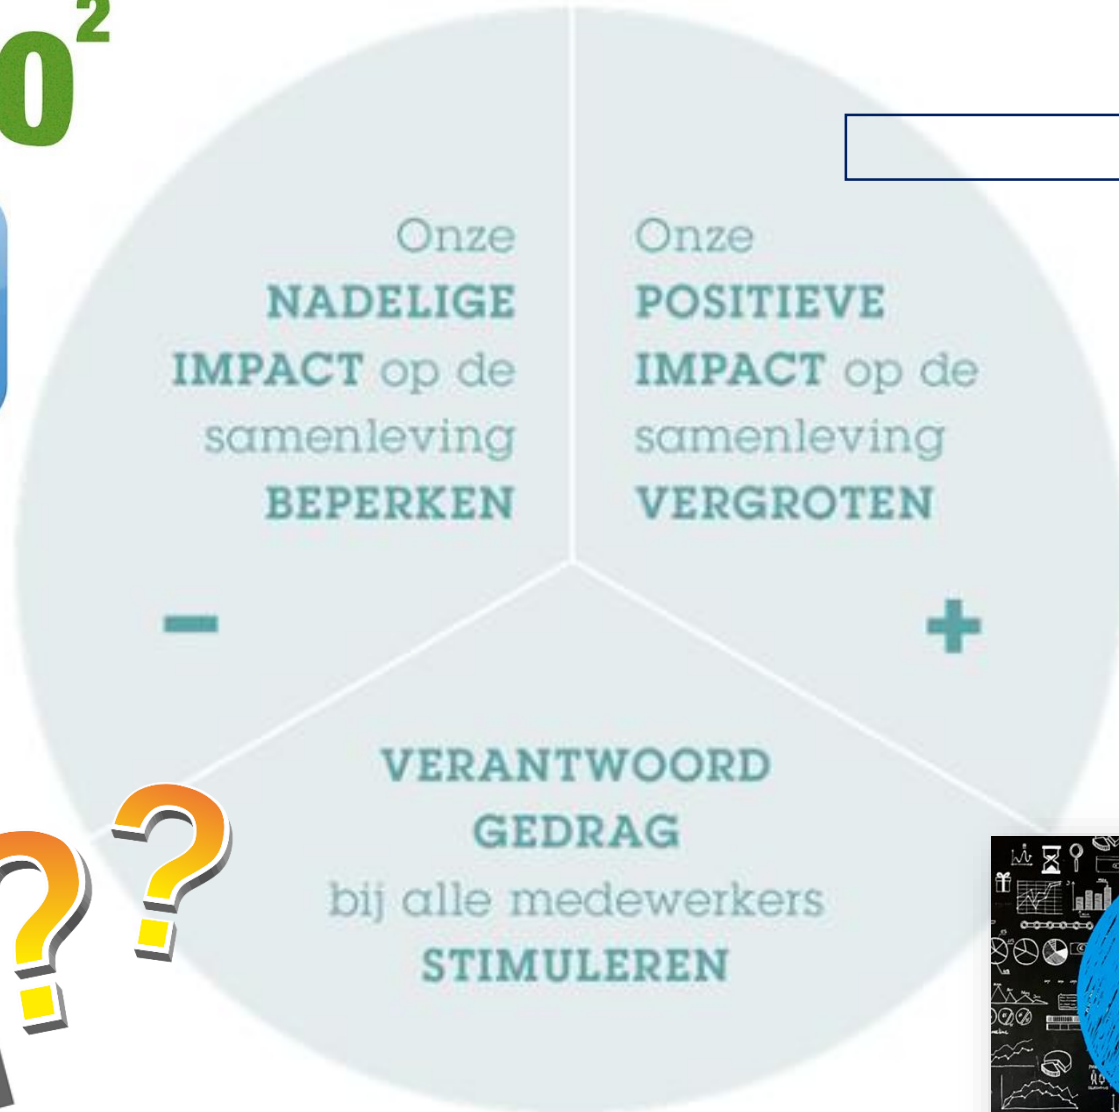 0²
Onze
NADELIGE
IMPACT op de
samenleving
BEPERKEN
Onze
POSITIEVE
IMPACT op de
samenleving
VERGROTEN
VERANTWOORD
GEDRAG
bij alle medewerkers
STIMULEREN
??